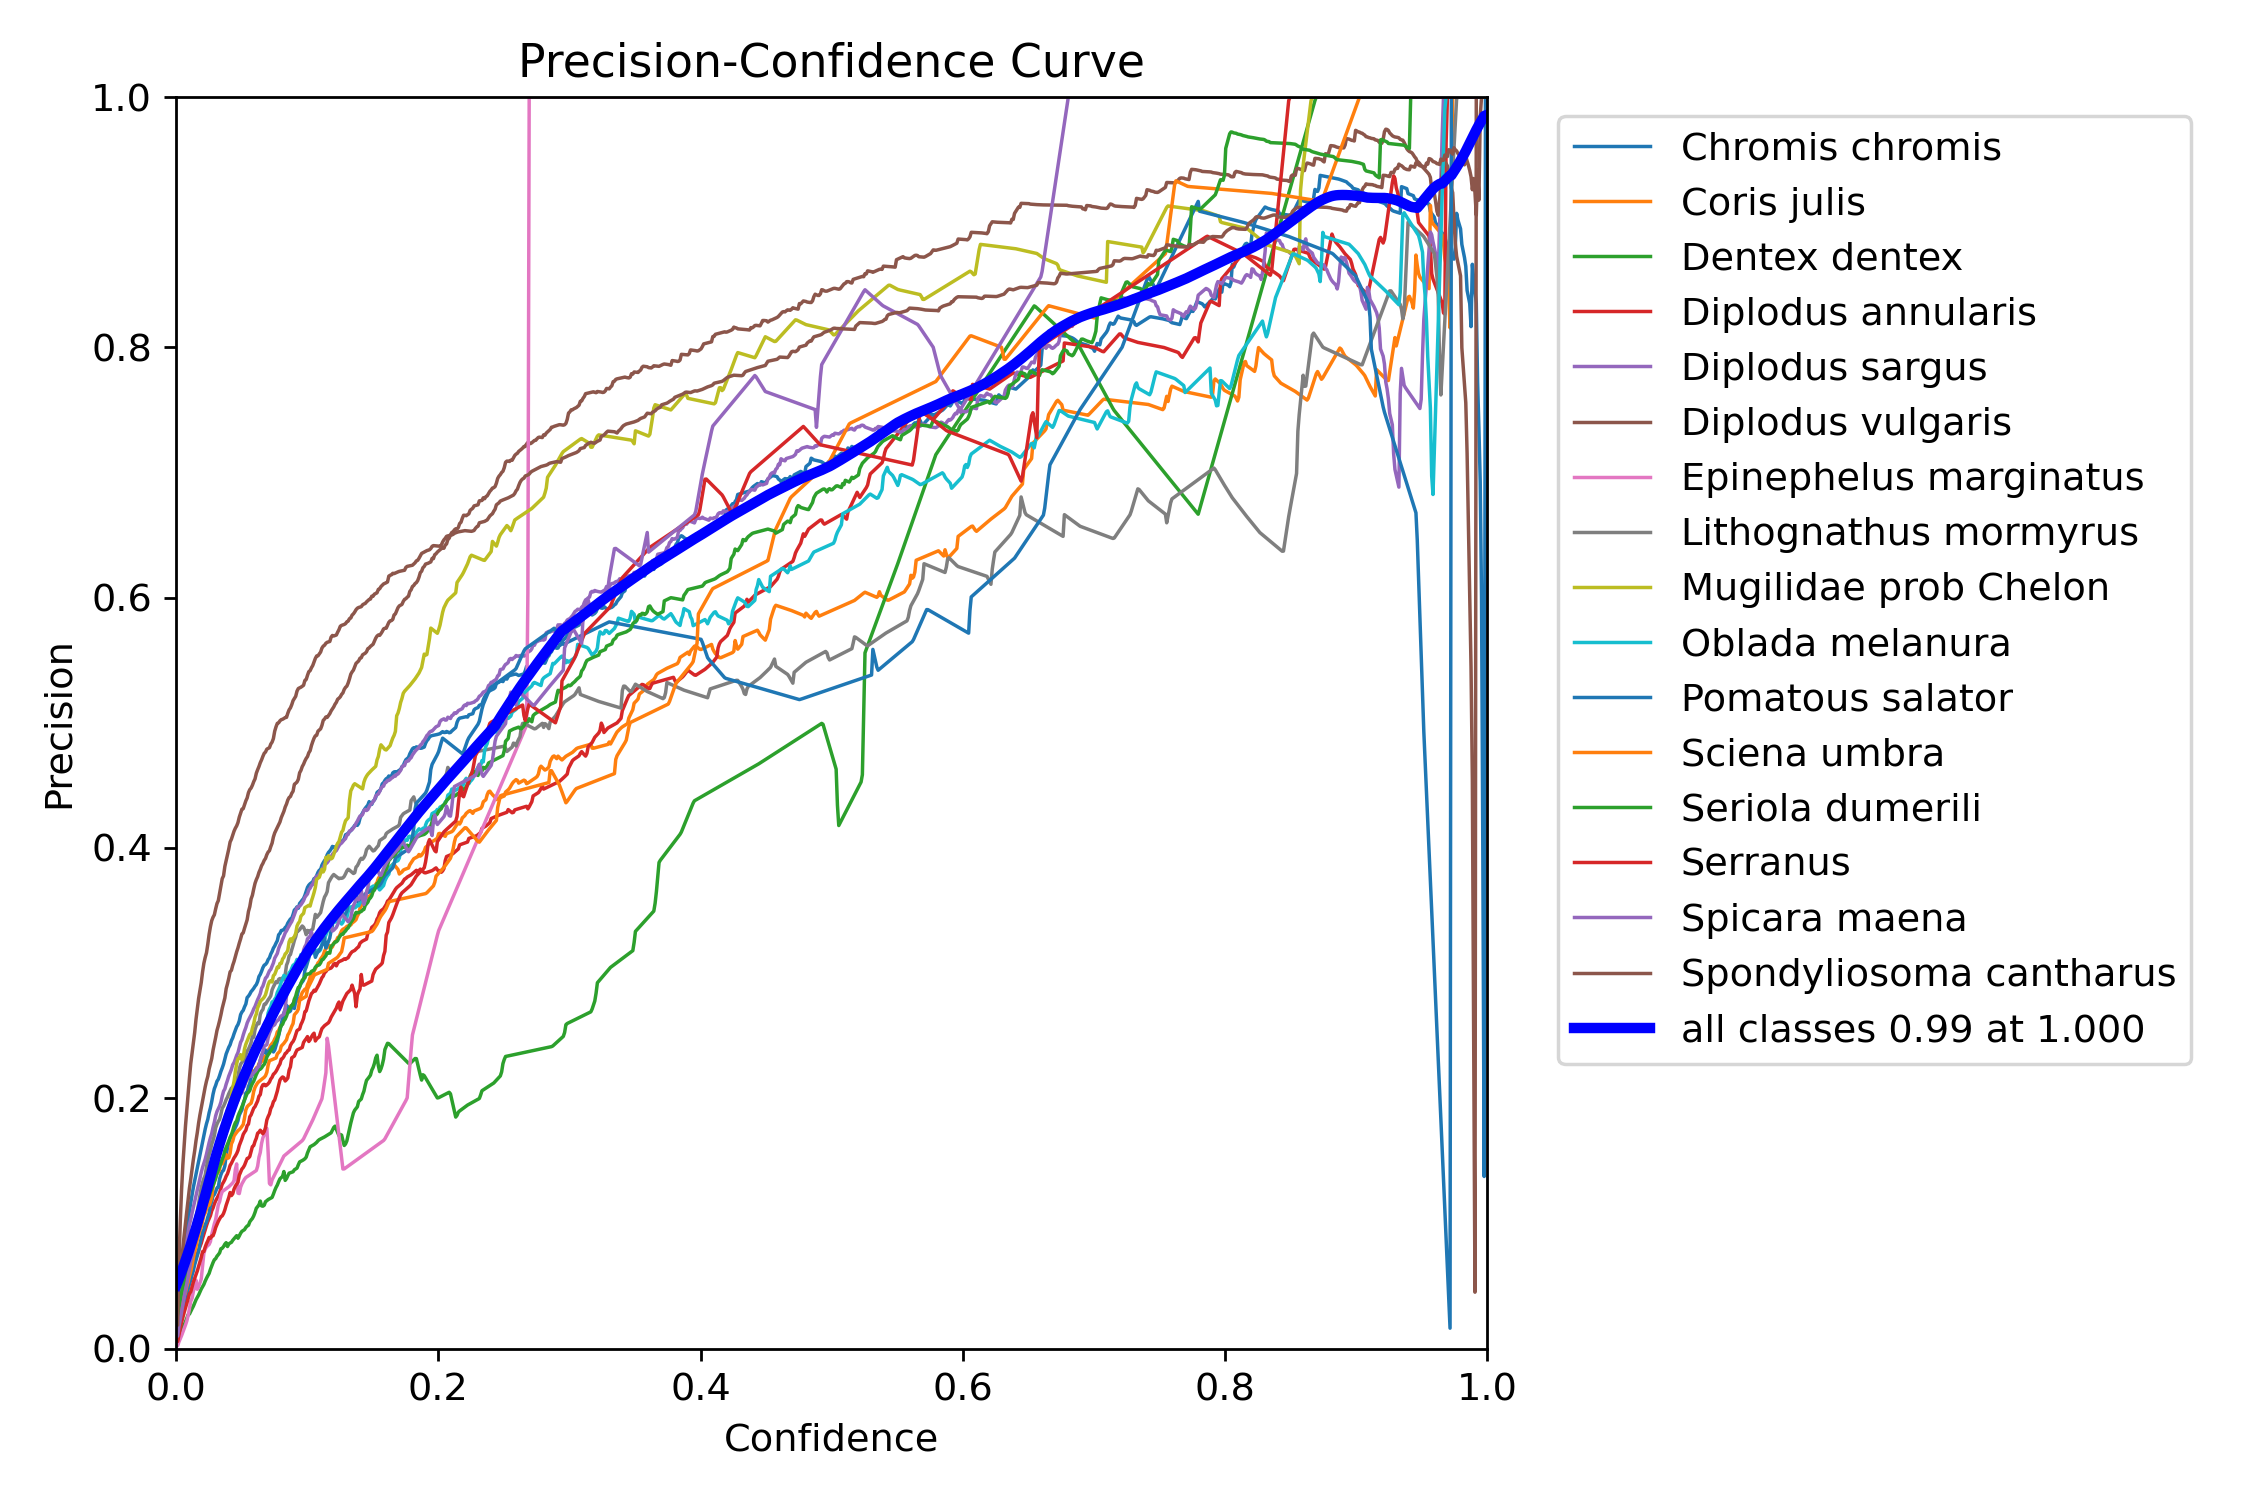 Precision-Confidence Curve
1.0
0.8
0.6
0.4
0.2
0.0
Precision
0.0 0.2 0.4 0.6 0.8 1.0
Confidence
Chromis chromis
Coris julis
Dentex dentex
Diplodus annularis
Diplodus sargus
Diplodus vulgaris
Epinephelus marginatus
Lithognathus mormyrus
Mugilidae prob Chelon
Oblada melanura
Pomatous salator
Sciena umbra
Seriola dumerili
Serranus
Spicara maena
Spondyliosoma cantharus
all classes 0.99 at 1.000